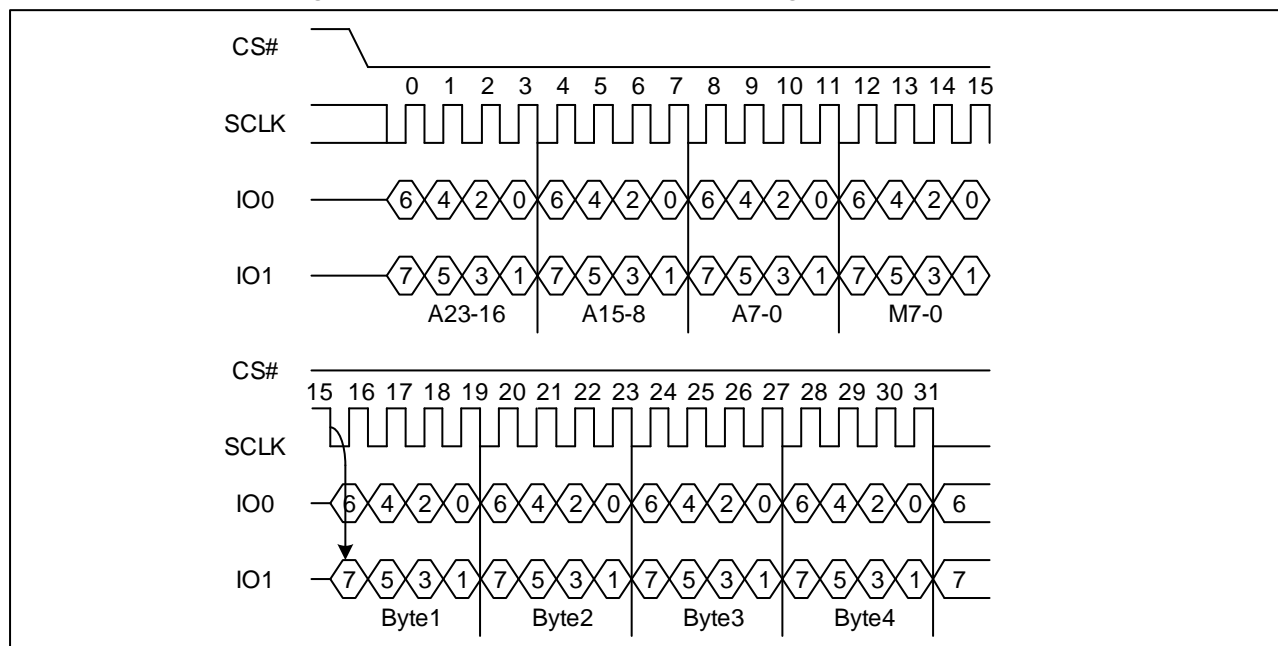 CS#
0 1 2 3 4 5 6 7 8 9 10 11 12 13 14 15
SCLK
IO0 6 4 2 0 6 4 2 0 6 4 2 0 6 4 2 0
IO1 7 5 3 1 7 5 3 1 7 5 3 1 7 5 3 1
A23-16 A15-8 A7-0 M7-0
CS#
15 16 17 18 19 20 21 22 23 24 25 26 27 28 29 30 31
SCLK
IO0 6 4 2 0 6 4 2 0 6 4 2 0 6 4 2 0 6
IO1 7 5 3 1 7 5 3 1 7 5 3 1 7 5 3 1 7
Byte1 Byte2 Byte3 Byte4